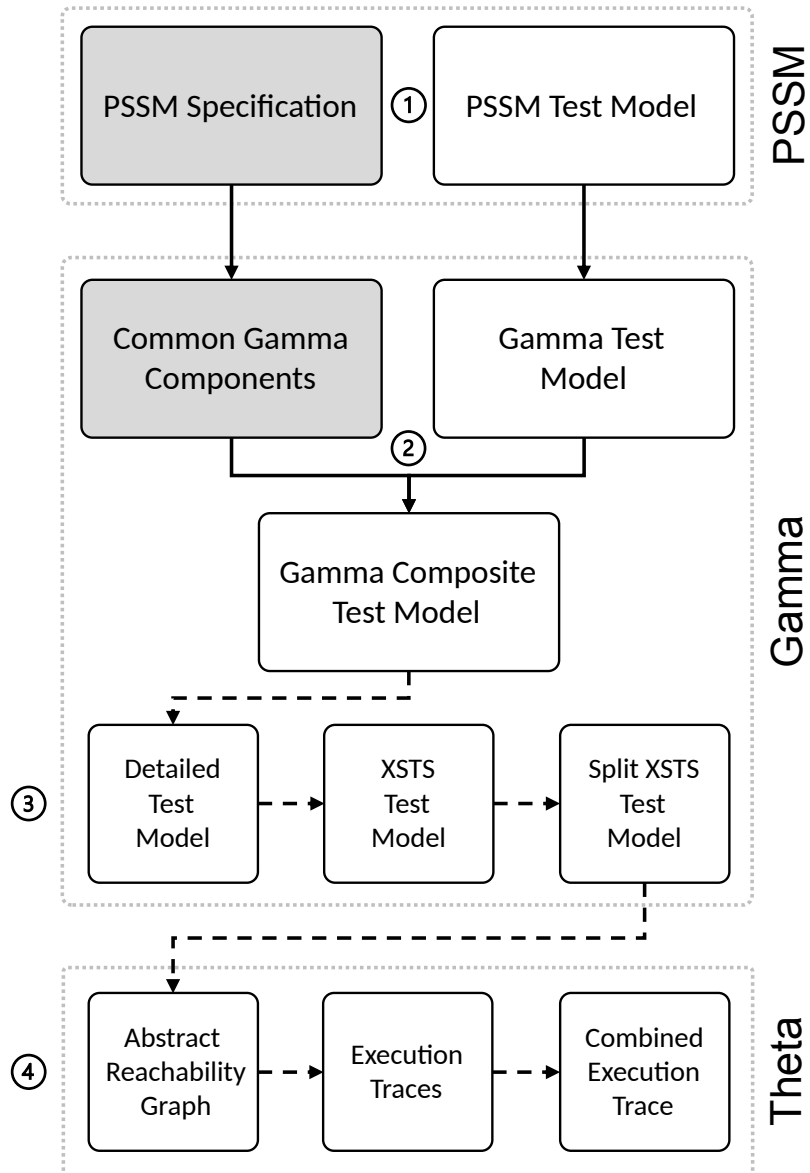 PSSM Specification
1
PSSM Test Model
PSSM
Common Gamma
Components
Gamma Test
Model
2
Gamma Composite
Test Model
Gamma
3
Detailed
Test
Model
XSTS
Test
Model
Split XSTS
Test
Model
4
Abstract
Reachability
Graph
Execution
Traces
Combined
Execution
Trace
Theta